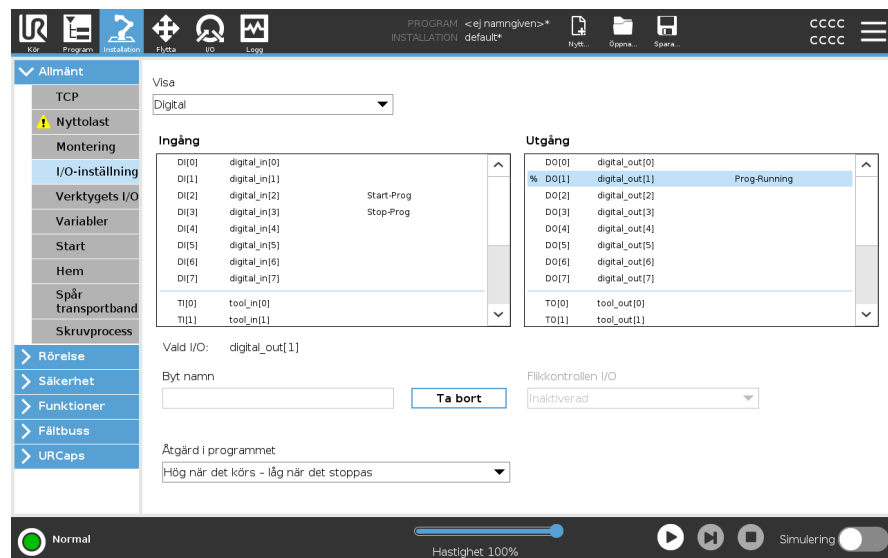 PROGRAM <ej namngiven>*
INSTALLATION default*
CCCC
CCCC
Kör
Program
Installation
Flytta
I/O
Logg
Nytt...
Öppna...
Spara...
Allmänt
TCP
Nyttolast
Montering
I/O-inställning
Verktygets I/O
Variabler
Start
Hem
Spår
transportband
Skruvprocess
Rörelse
Säkerhet
Funktioner
Fältbuss
URCaps
Visa
Digital
Ingång
DI[0] digital_in[0]
DI[1] digital_in[1]
DI[2] digital_in[2] Start-Prog
DI[3] digital_in[3] Stop-Prog
DI[4] digital_in[4]
DI[5] digital_in[5]
DI[6] digital_in[6]
DI[7] digital_in[7]
TI[0] tool_in[0]
TI[1] tool_in[1]
Utgång
DO[0] digital_out[0]
% DO[1] digital_out[1] Prog-Running
DO[2] digital_out[2]
DO[3] digital_out[3]
DO[4] digital_out[4]
DO[5] digital_out[5]
DO[6] digital_out[6]
DO[7] digital_out[7]
TO[0] tool_out[0]
TO[1] tool_out[1]
Vald I/O: digital_out[1]
Byt namn
Ta bort
Flikkontrollen I/O
Inaktiverad
Åtgärd i programmet
Hög när det körs - låg när det stoppas
Normal
Hastighet 100%
Simulering